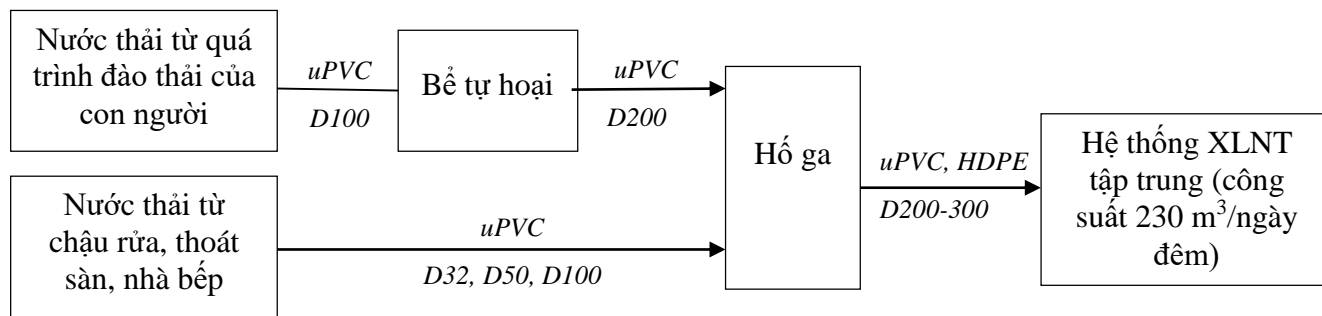 Nước thải từ quá
trình đào thải của
con người
uPVC
D100
Bể tự hoại
uPVC
D200
Nước thải từ
chậu rửa, thoát
sàn, nhà bếp
uPVC
D32, D50, D100
Hố ga
uPVC, HDPE
D200-300
Hệ thống XLNT
tập trung (công
suất 230 m³/ngày
đêm)